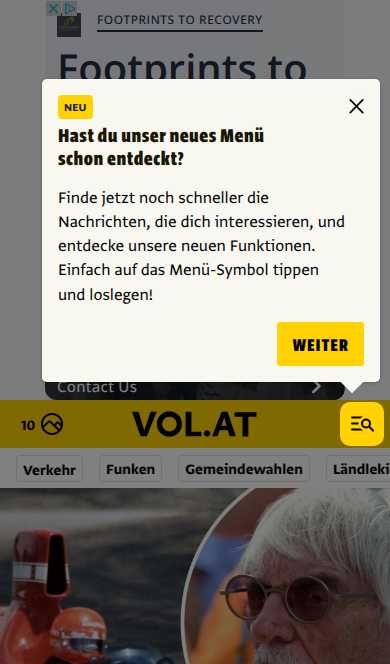 FOOTPRINTS TO RECOVERY
Footprints to
NEU
Hast du unser neues Menü
schon entdeckt?
Finde jetzt noch schneller die
Nachrichten, die dich interessieren, und
entdecke unsere neuen Funktionen.
Einfach auf das Menü-Symbol tippen
und loslegen!
WEITER
Contact Us
10
VOL.AT
Verkehr
Funken
Gemeindewahlen
Ländleki